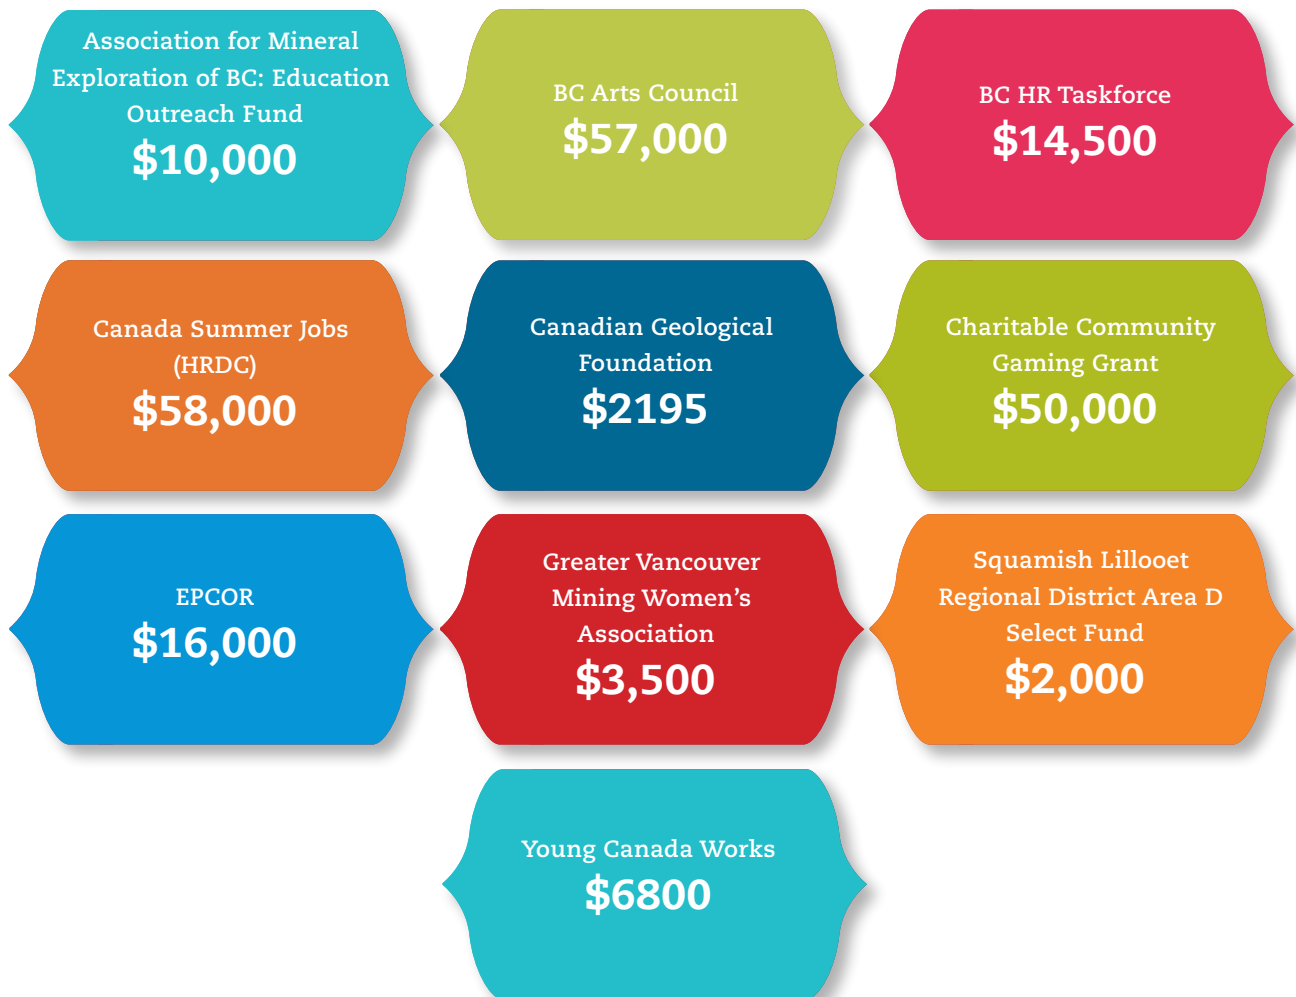 Association for Mineral
Exploration of BC: Education
Outreach Fund
$10,000
BC Arts Council
$57,000
BC HR Taskforce
$14,500
Canada Summer Jobs
(HRDC)
$58,000
Canadian Geological
Foundation
$2195
Charitable Community
Gaming Grant
$50,000
EPCOR
$16,000
Greater Vancouver
Mining Women's
Association
$3,500
Squamish Lillooet
Regional District Area D
Select Fund
$2,000
Young Canada Works
$6800